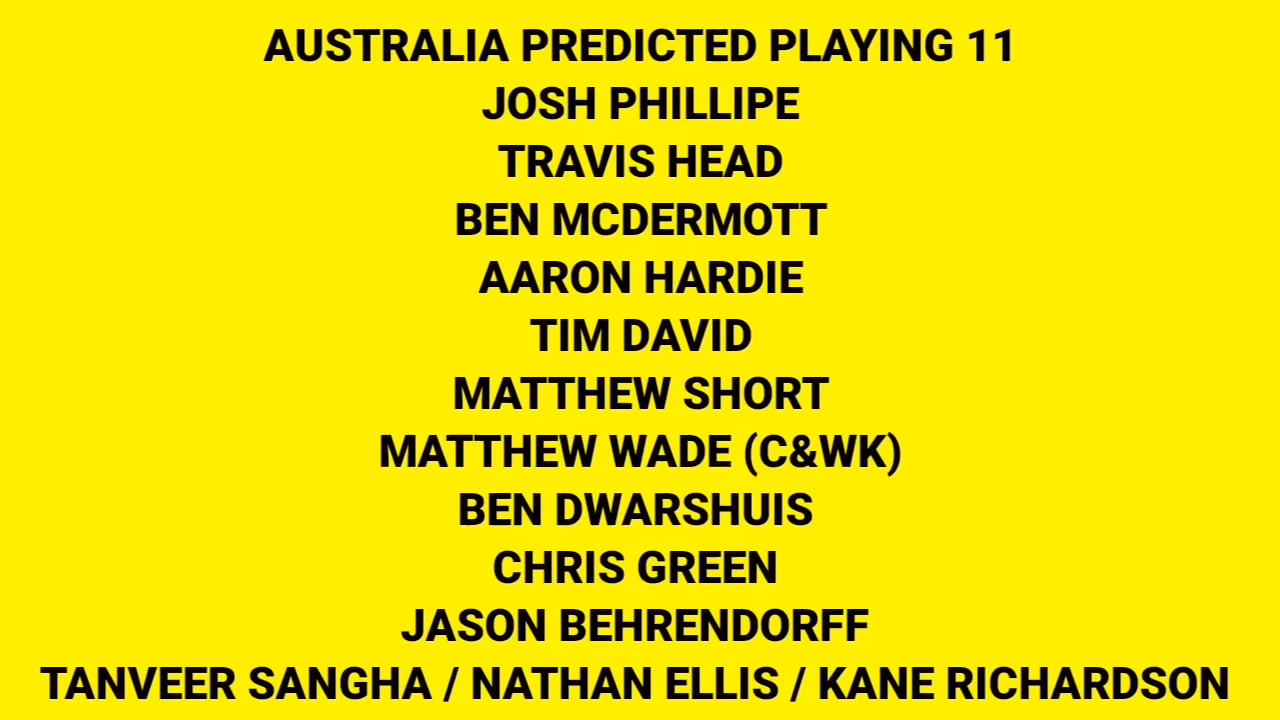 AUSTRALIA PREDICTED PLAYING 11
JOSH PHILLIPE
TRAVIS HEAD
BEN MCDERMOTT
AARON HARDIE
TIM DAVID
MATTHEW SHORT
MATTHEW WADE (C&WK)
BEN DWARSHUIS
CHRIS GREEN
JASON BEHRENDORFF
TANVEER SANGHA / NATHAN ELLIS / KANE RICHARDSON